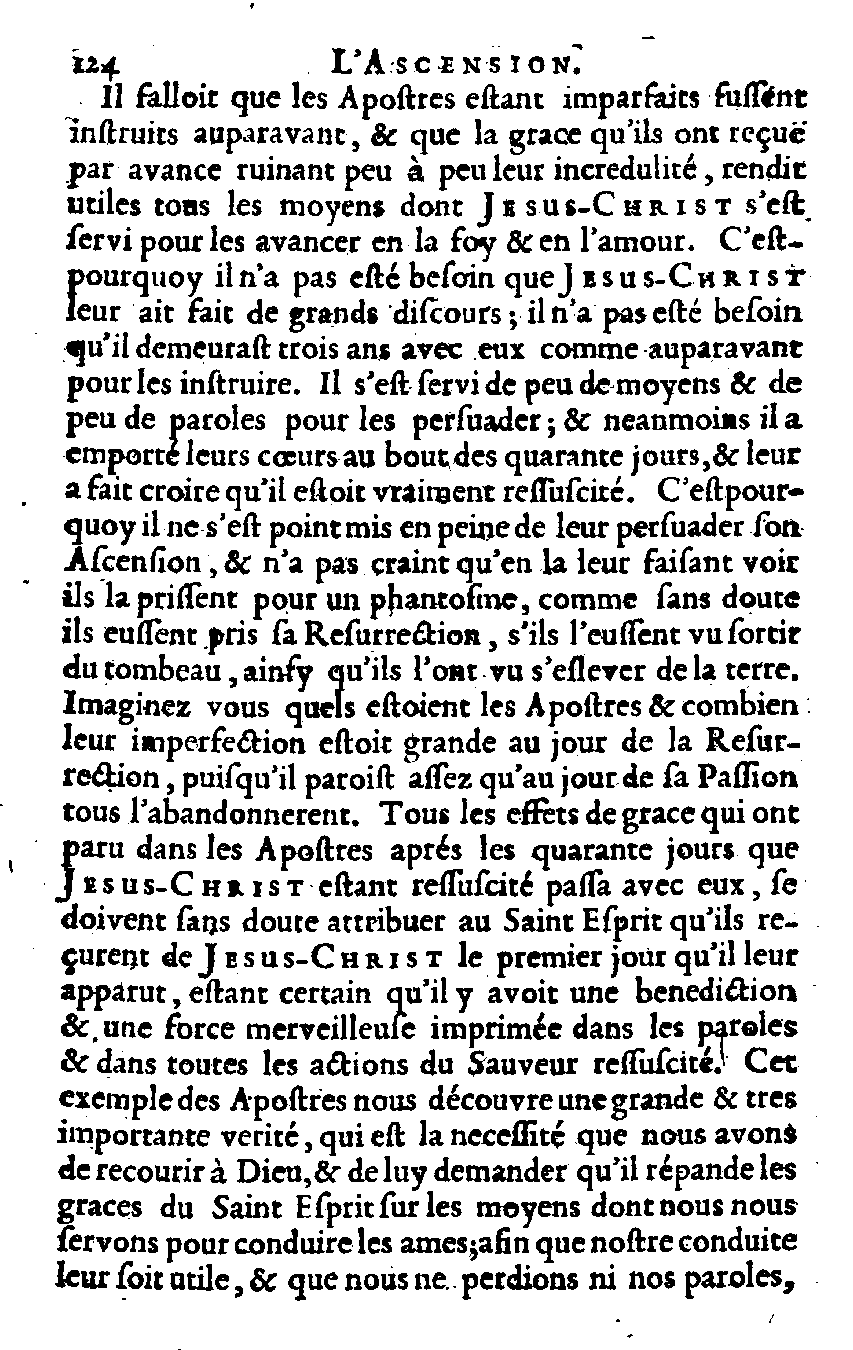 124 L'ASCENSION.
Il falloit que les Apoſtres eſtant imparfaits fuſſent
inſtruits auparavant, & que la grace qu'ils ont reçuë
par avance ruinant peu à peu leur incredulité, rendit
utiles tous les moyens dont JESUS-CHRIST s'eſt
ſervi pour les avancer en la foy & en l'amour. C'eſt-
pourquoy il n'a pas eſté beſoin que JESUS-CHRIST
leur ait fait de grands diſcours; il n'a pas eſté beſoin
qu'il demeuraſt trois ans avec eux comme auparavant
pour les inſtruire. Il s'eſt ſervi de peu de moyens & de
peu de paroles pour les perſuader; & neanmoins il a
emporté leurs cœurs au bout des quarante jours, & leur
a fait croire qu'il eſtoit vraiment reſſuſcité. C'eſtpour-
quoy il ne s'eſt point mis en peine de leur perſuader ſon
Aſcenſion, & n'a pas craint qu'en la leur faiſant voir
ils la priſſent pour un phantoſme, comme ſans doute
ils euſſent pris ſa Reſurrection, s'ils l'euſſent vu ſortir
du tombeau, ainſy qu'ils l'ont vu s'eſlever de la terre.
Imaginez vous quels eſtoient les Apoſtres & combien
leur imperfection eſtoit grande au jour de la Reſur-
rection, puiſqu'il paroiſt aſſez qu'au jour de ſa Paſſion
tous l'abandonnerent. Tous les effets de grace qui ont
paru dans les Apoſtres aprés les quarante jours que
JESUS-CHRIST eſtant reſſuſcité paſſa avec eux, ſe
doivent ſans doute attribuer au Saint Eſprit qu'ils re-
çurent de JESUS-CHRIST le premier jour qu'il leur
apparut, eſtant certain qu'il y avoit une benediction
& une force merveilleuſe imprimée dans les paroles
& dans toutes les actions du Sauveur reſſuſcité. Cet
exemple des Apoſtres nous découvre une grande & tres
importante verité, qui eſt la neceſſité que nous avons
de recourir à Dieu, & de luy demander qu'il répande les
graces du Saint Eſprit ſur les moyens dont nous nous
ſervons pour conduire les ames; afin que noſtre conduite
leur ſoit utile, & que nous ne perdions ni nos paroles,